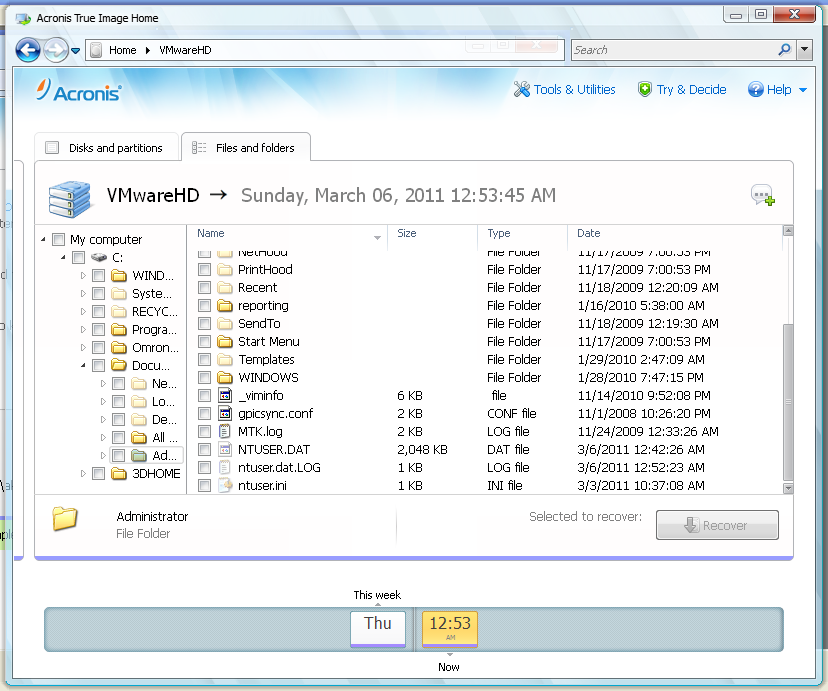 Acronis True Image Home
Home ▸ VMwareHD
Search
Acronis
Tools & Utilities
Try & Decide
Help
Disks and partitions
Files and folders
VMwareHD → Sunday, March 06, 2011 12:53:45 AM
My computer
C:
WIND...
Syste...
RECYC...
Progra...
Omron...
Docu...
Ne...
Lo...
De...
All ...
Ad...
3DHOME
Name Size Type Date
NetHood File Folder 11/17/2009 7:00:53 PM
PrintHood File Folder 11/17/2009 7:00:53 PM
Recent File Folder 11/18/2009 12:20:09 AM
reporting File Folder 1/16/2010 5:38:00 AM
SendTo File Folder 11/18/2009 12:19:30 AM
Start Menu File Folder 11/17/2009 7:00:53 PM
Templates File Folder 1/29/2010 2:47:09 AM
WINDOWS File Folder 1/28/2010 7:47:15 PM
_viminfo 6 KB file 11/14/2010 9:52:08 PM
gpicsync.conf 2 KB CONF file 11/1/2008 10:26:20 PM
MTK.log 2 KB LOG file 11/24/2009 12:33:26 AM
NTUSER.DAT 2,048 KB DAT file 3/6/2011 12:42:26 AM
ntuser.dat.LOG 1 KB LOG file 3/6/2011 12:52:23 AM
ntuser.ini 1 KB INI file 3/3/2011 10:37:08 AM
Administrator
File Folder
Selected to recover:
Recover
This week
Thu
12:53
AM
Now